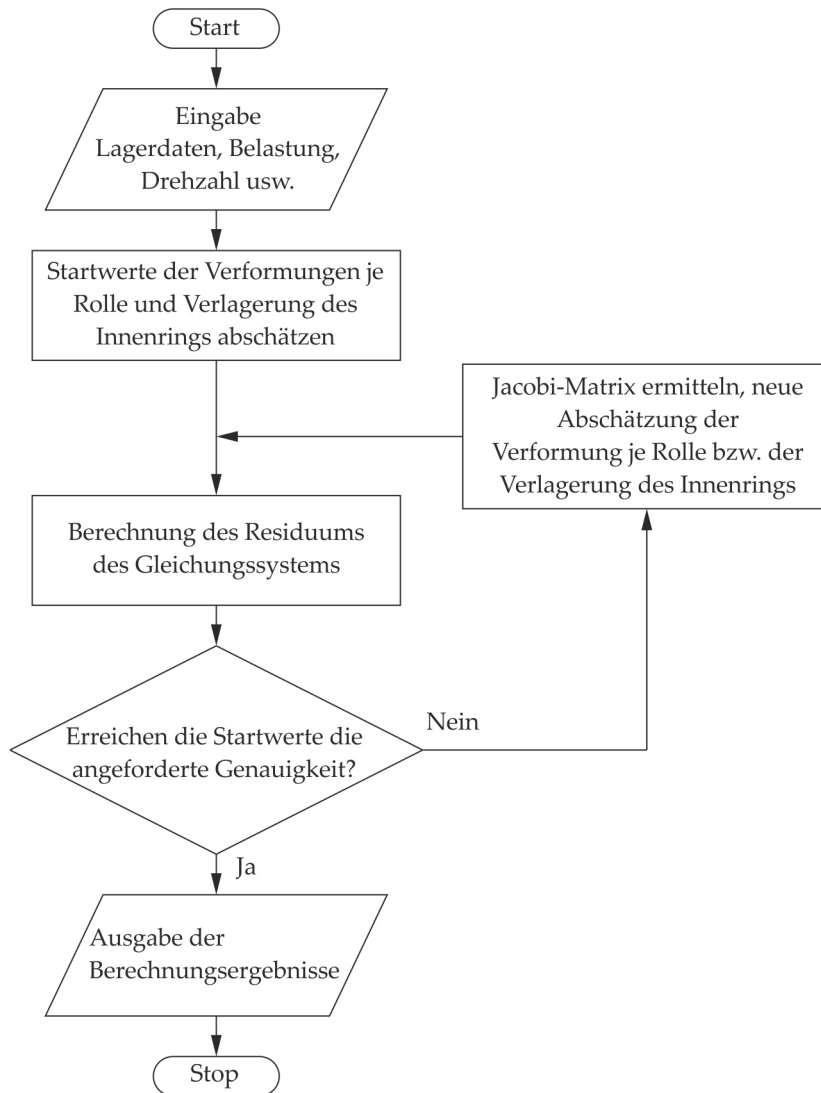 Start
Eingabe
Lagerdaten, Belastung,
Drehzahl usw.
Startwerte der Verformungen je
Rolle und Verlagerung des
Innenrings abschätzen
Jacobi-Matrix ermitteln, neue
Abschätzung der
Verformung je Rolle bzw. der
Verlagerung des Innenrings
Berechnung des Residuums
des Gleichungssystems
Erreichen die Startwerte die
angeforderte Genauigkeit?
Nein
Ja
Ausgabe der
Berechnungsergebnisse
Stop